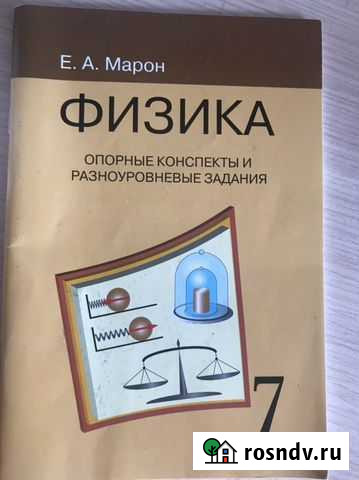 Е. А. Марон
ФИЗИКА
ОПОРНЫЕ КОНСПЕКТЫ И
РАЗНОУРОВНЕВЫЕ ЗАДАНИЯ
7
rosndv.ru